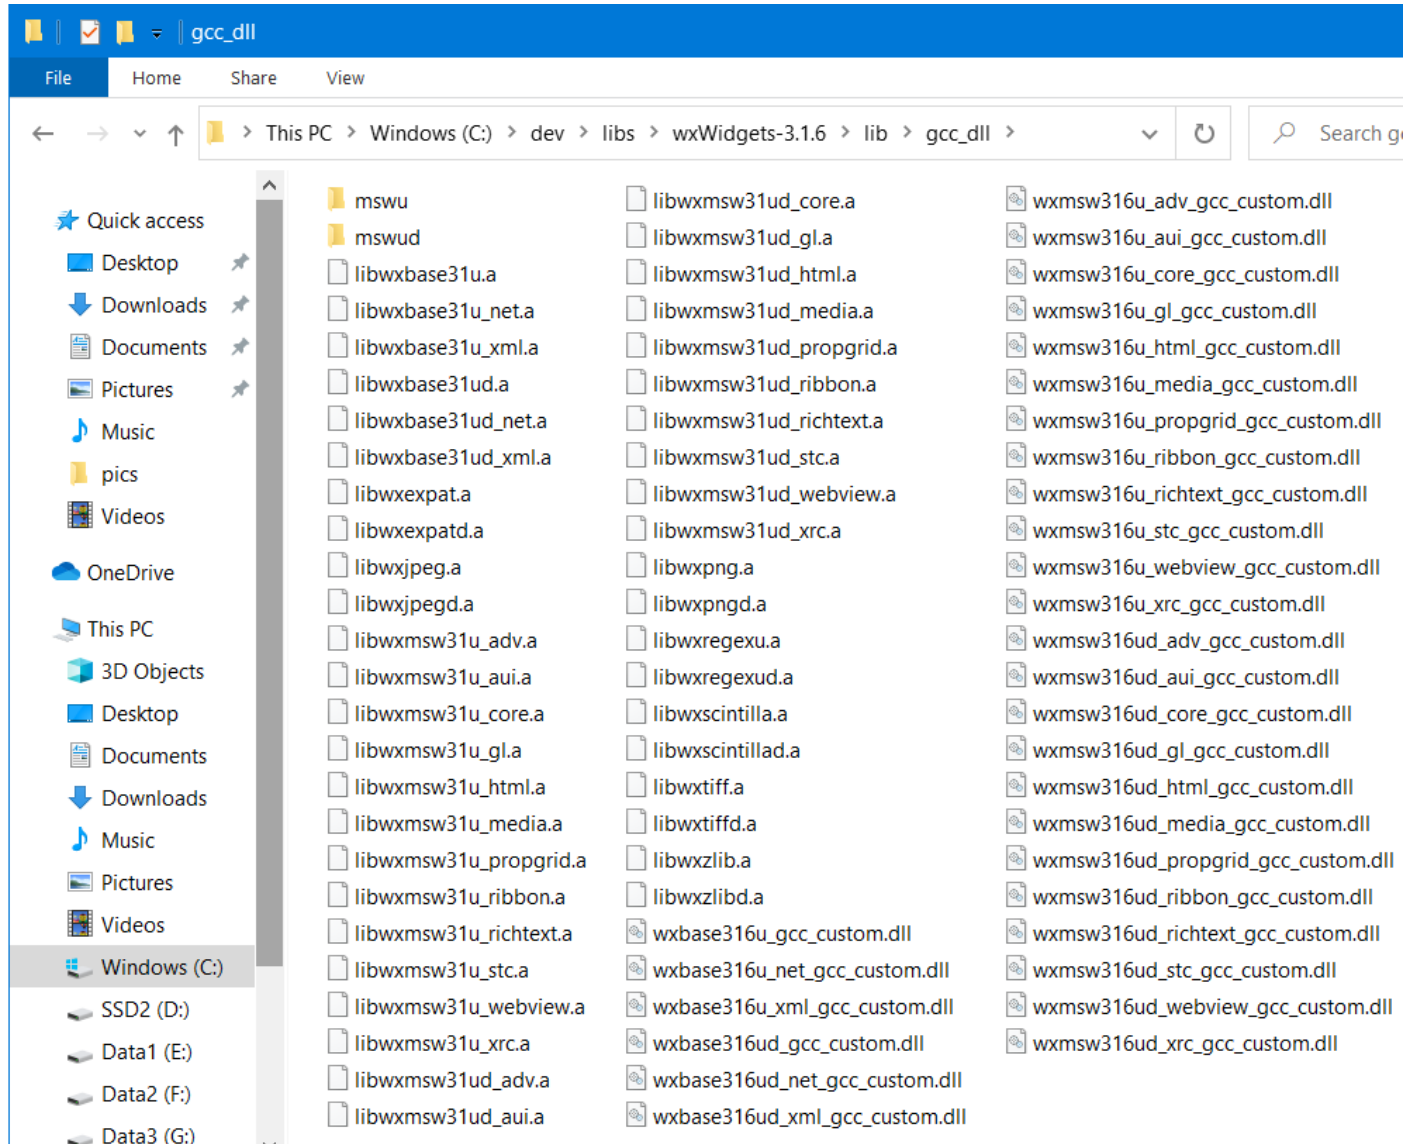 gcc_dll
File Home Share View
This PC > Windows (C:) > dev > libs > wxWidgets-3.1.6 > lib > gcc_dll >
Search g
Quick access
Desktop
Downloads
Documents
Pictures
Music
pics
Videos
OneDrive
This PC
3D Objects
Desktop
Documents
Downloads
Music
Pictures
Videos
Windows (C:)
SSD2 (D:)
Data1 (E:)
Data2 (F:)
Data3 (G:)
mswu
mswud
libwxbase31u.a
libwxbase31u_net.a
libwxbase31u_xml.a
libwxbase31ud.a
libwxbase31ud_net.a
libwxbase31ud_xml.a
libwxexpat.a
libwxexpatd.a
libwxjpeg.a
libwxjpegd.a
libwxmsw31u_adv.a
libwxmsw31u_aui.a
libwxmsw31u_core.a
libwxmsw31u_gl.a
libwxmsw31u_html.a
libwxmsw31u_media.a
libwxmsw31u_propgrid.a
libwxmsw31u_ribbon.a
libwxmsw31u_richtext.a
libwxmsw31u_stc.a
libwxmsw31u_webview.a
libwxmsw31u_xrc.a
libwxmsw31ud_adv.a
libwxmsw31ud_aui.a
libwxmsw31ud_core.a
libwxmsw31ud_gl.a
libwxmsw31ud_html.a
libwxmsw31ud_media.a
libwxmsw31ud_propgrid.a
libwxmsw31ud_ribbon.a
libwxmsw31ud_richtext.a
libwxmsw31ud_stc.a
libwxmsw31ud_webview.a
libwxmsw31ud_xrc.a
libwxpng.a
libwxpngd.a
libwxregexu.a
libwxregexud.a
libwxscintilla.a
libwxscintillad.a
libwxtiff.a
libwxtiffd.a
libwxzlib.a
libwxzlibd.a
wxbase316u_gcc_custom.dll
wxbase316u_net_gcc_custom.dll
wxbase316u_xml_gcc_custom.dll
wxbase316ud_gcc_custom.dll
wxbase316ud_net_gcc_custom.dll
wxbase316ud_xml_gcc_custom.dll
wxmsw316u_adv_gcc_custom.dll
wxmsw316u_aui_gcc_custom.dll
wxmsw316u_core_gcc_custom.dll
wxmsw316u_gl_gcc_custom.dll
wxmsw316u_html_gcc_custom.dll
wxmsw316u_media_gcc_custom.dll
wxmsw316u_propgrid_gcc_custom.dll
wxmsw316u_ribbon_gcc_custom.dll
wxmsw316u_richtext_gcc_custom.dll
wxmsw316u_stc_gcc_custom.dll
wxmsw316u_webview_gcc_custom.dll
wxmsw316u_xrc_gcc_custom.dll
wxmsw316ud_adv_gcc_custom.dll
wxmsw316ud_aui_gcc_custom.dll
wxmsw316ud_core_gcc_custom.dll
wxmsw316ud_gl_gcc_custom.dll
wxmsw316ud_html_gcc_custom.dll
wxmsw316ud_media_gcc_custom.dll
wxmsw316ud_propgrid_gcc_custom.dll
wxmsw316ud_ribbon_gcc_custom.dll
wxmsw316ud_richtext_gcc_custom.dll
wxmsw316ud_stc_gcc_custom.dll
wxmsw316ud_webview_gcc_custom.dll
wxmsw316ud_xrc_gcc_custom.dll